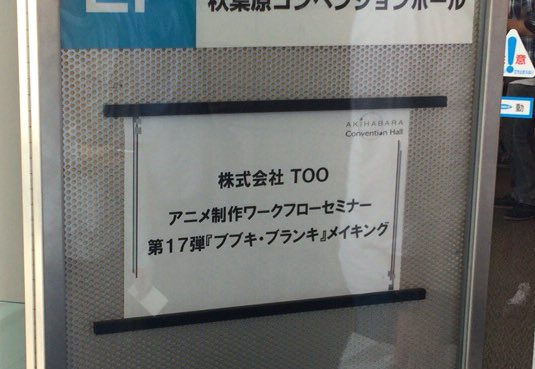 秋葉原コンベンションホール
AKIHABARA
Convention Hall
株式会社 TOO
アニメ制作ワークフローセミナー
第17弾『ブブキ・ブランキ』メイキング
意
動